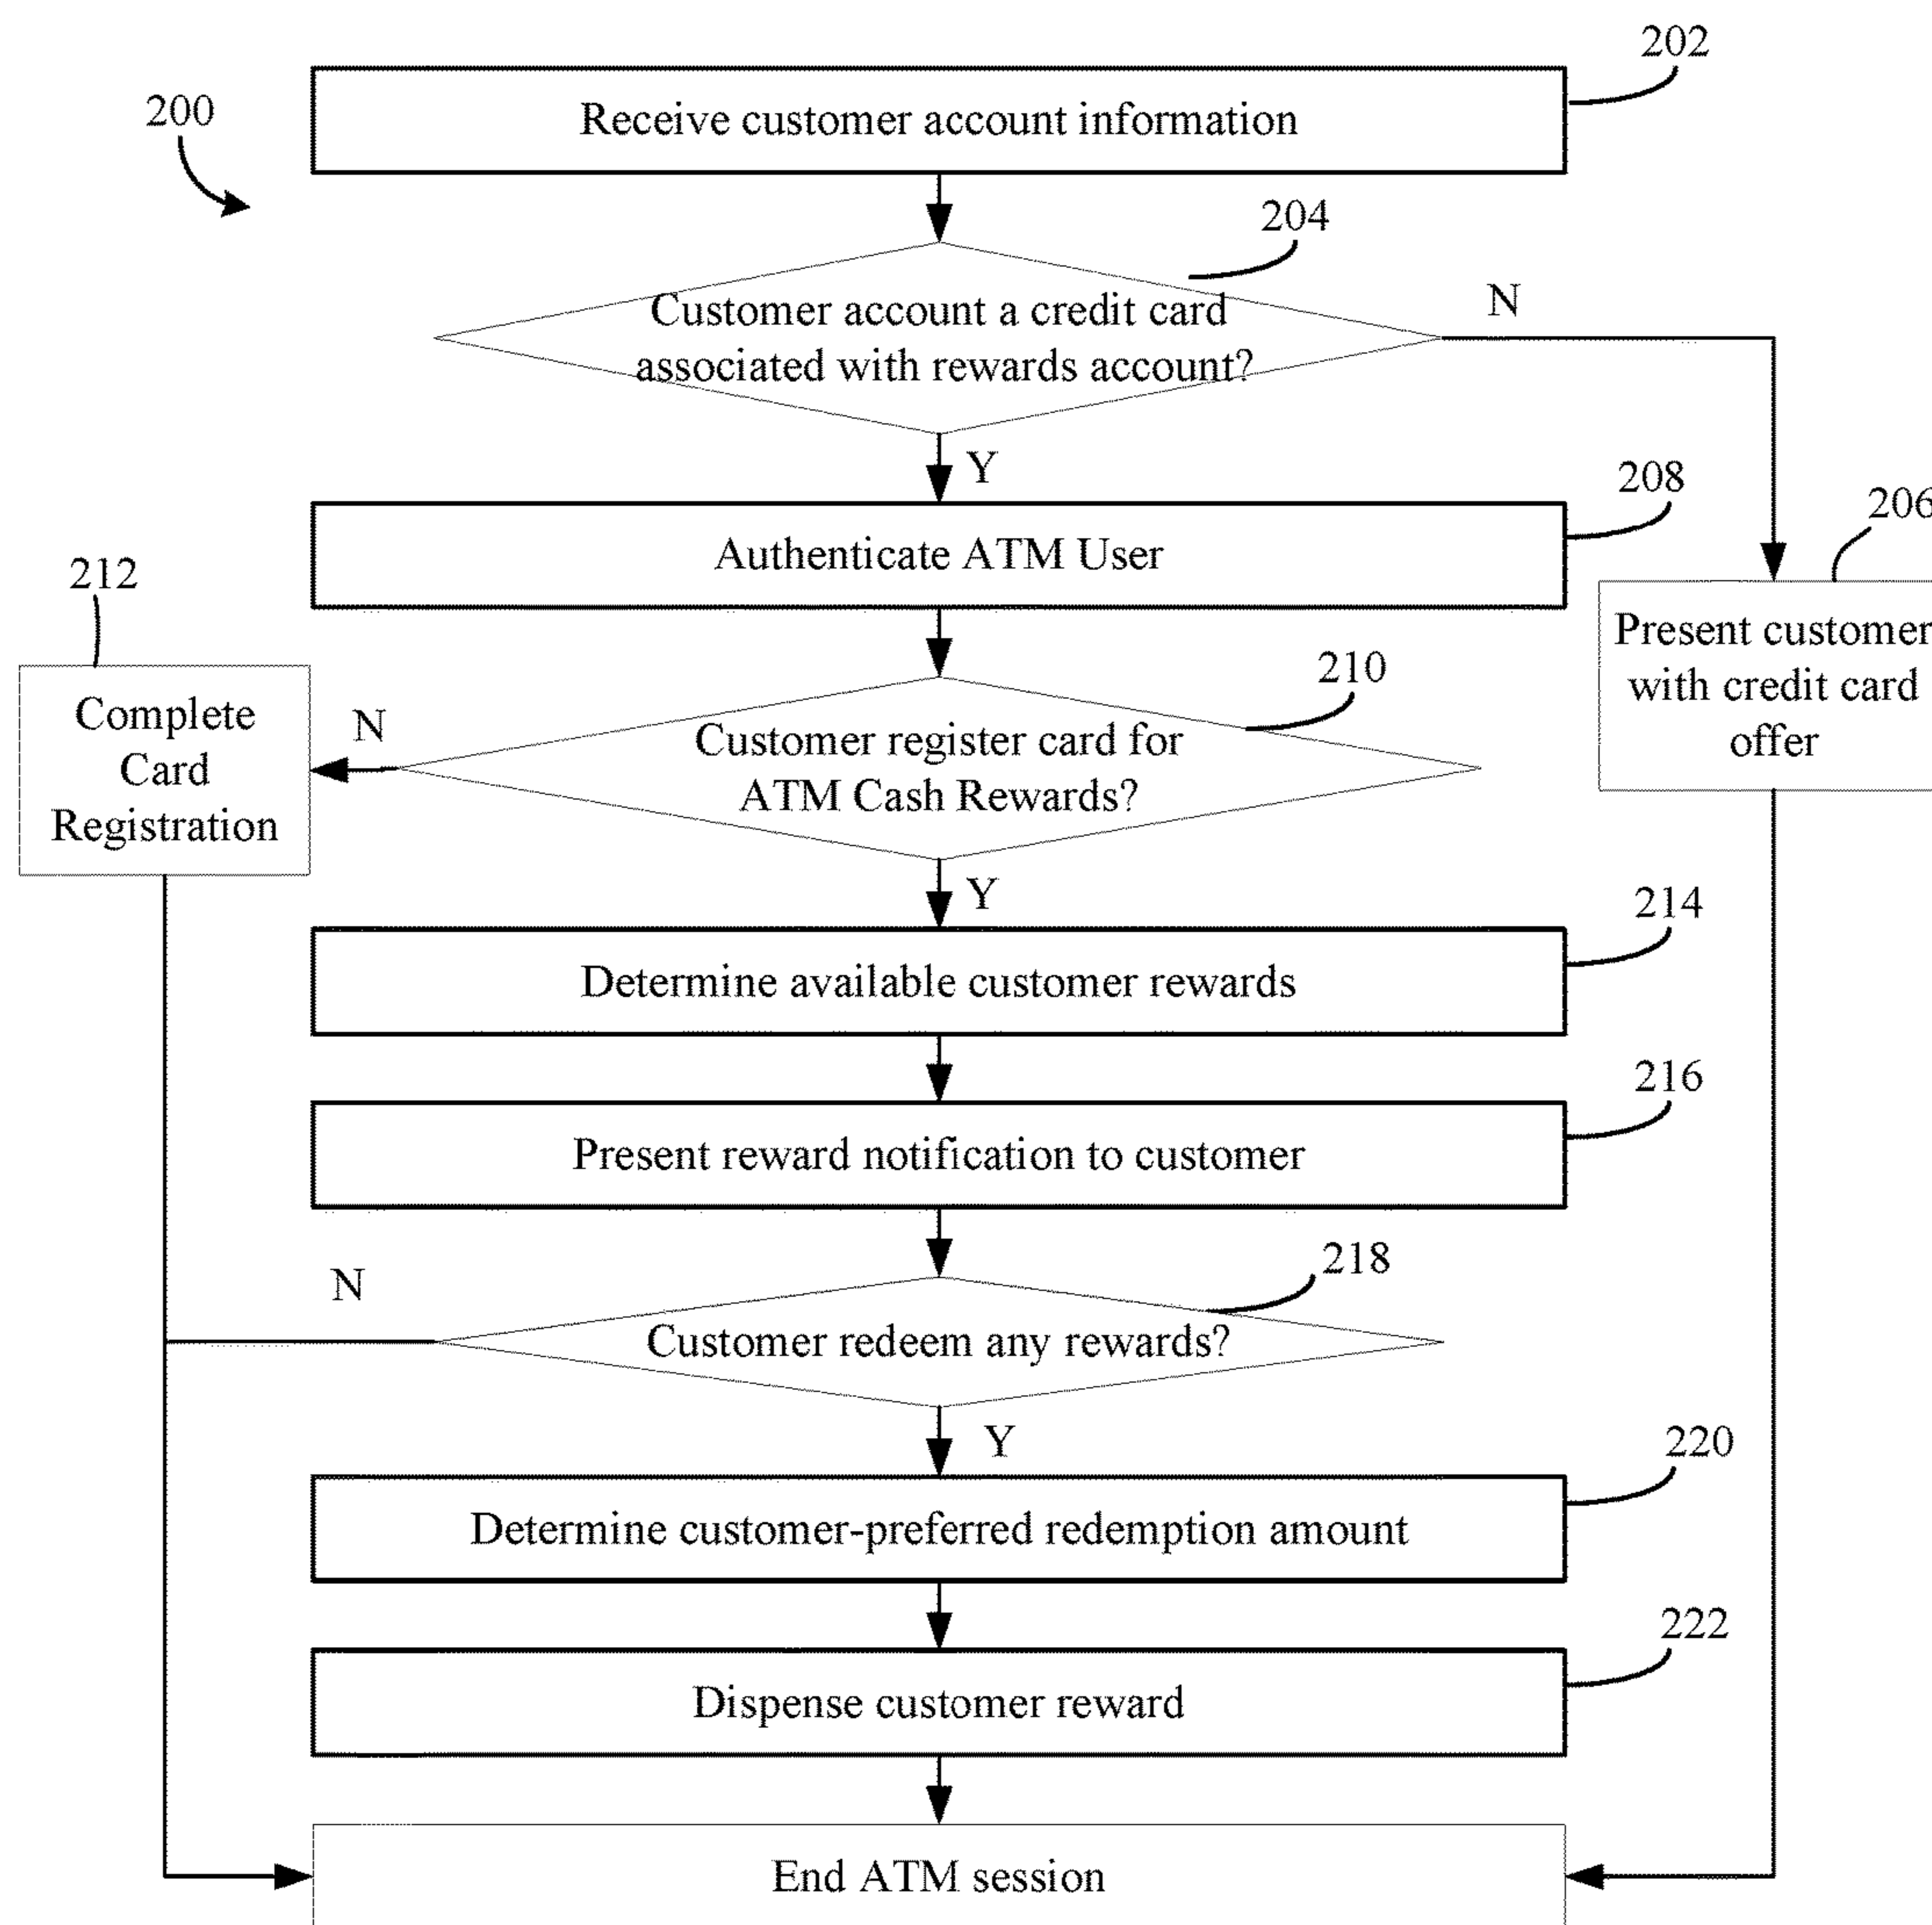 202
200
Receive customer account information
204
Customer account a credit card
associated with rewards account?
N
Y
208
206
Authenticate ATM User
212
Present customer
with credit card
offer
210
Complete
Card
Registration
N
Customer register card for
ATM Cash Rewards?
Y
214
Determine available customer rewards
216
Present reward notification to customer
218
N
Customer redeem any rewards?
Y
220
Determine customer-preferred redemption amount
222
Dispense customer reward
End ATM session